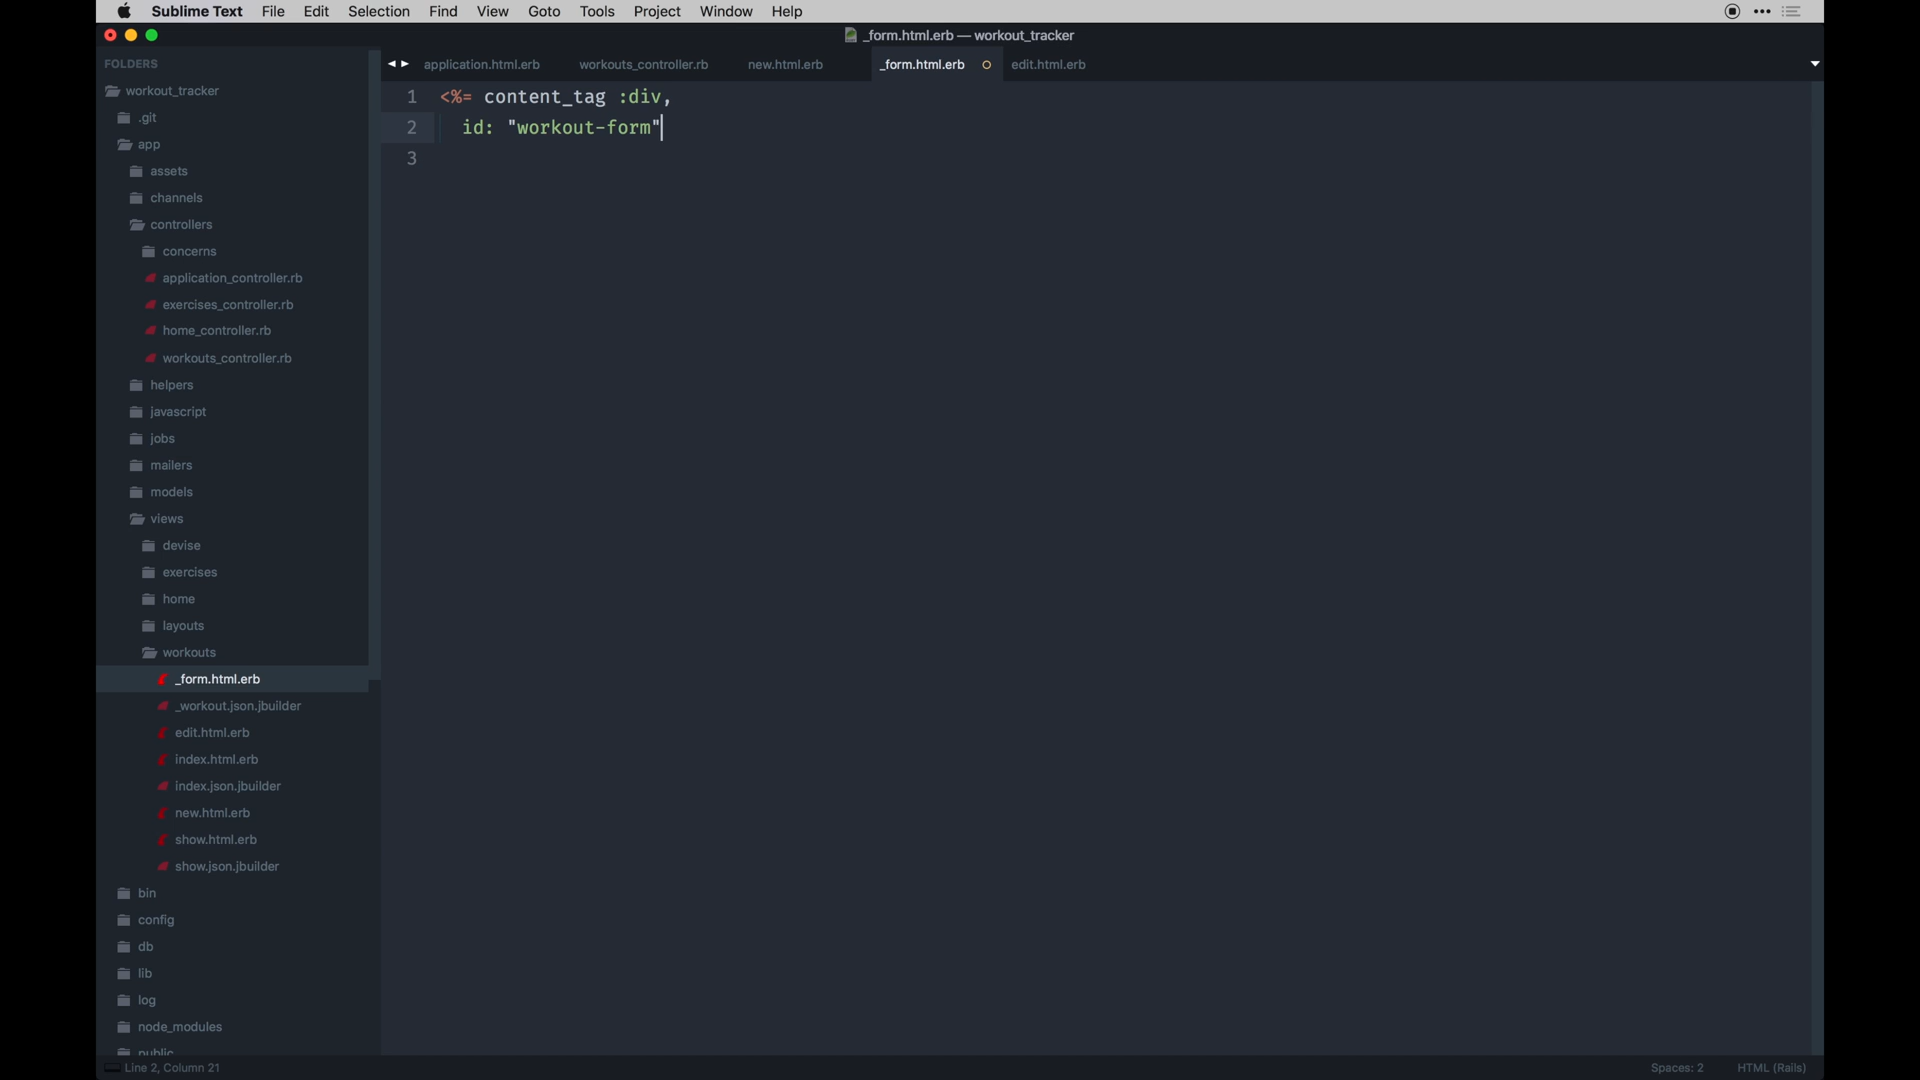 Sublime Text File Edit Selection Find View Goto Tools Project Window Help
_form.html.erb — workout_tracker
FOLDERS
workout_tracker
.git
app
assets
channels
controllers
concerns
application_controller.rb
exercises_controller.rb
home_controller.rb
workouts_controller.rb
helpers
javascript
jobs
mailers
models
views
devise
exercises
home
layouts
workouts
_form.html.erb
_workout.json.jbuilder
edit.html.erb
index.html.erb
index.json.jbuilder
new.html.erb
show.html.erb
show.json.jbuilder
bin
config
db
lib
log
node_modules
public
application.html.erb workouts_controller.rb new.html.erb _form.html.erb edit.html.erb
1 <%= content_tag :div,
2 id: "workout-form"
3
Line 2, Column 21 Spaces: 2 HTML (Rails)